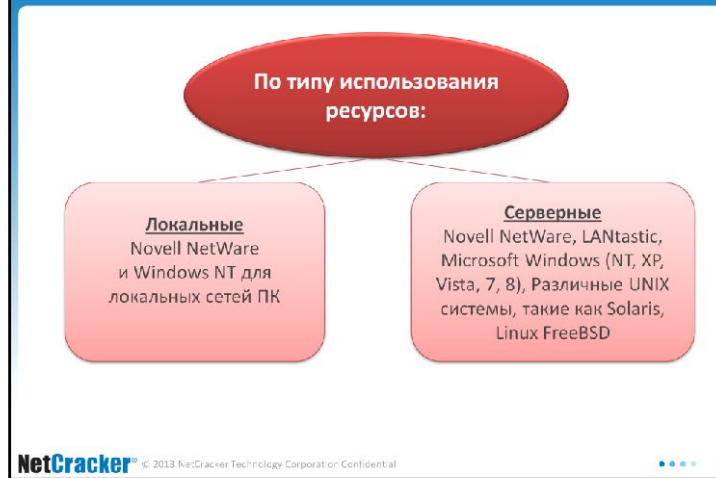 По типу использования
ресурсов:
Локальные
Novell NetWare
и Windows NT для
локальных сетей ПК
Серверные
Novell NetWare, LANtastic,
Microsoft Windows (NT, XP,
Vista, 7, 8), Различные UNIX
системы, такие как Solaris,
Linux FreeBSD
NetCracker® © 2013 NetCracker Technology Corporation Confidential